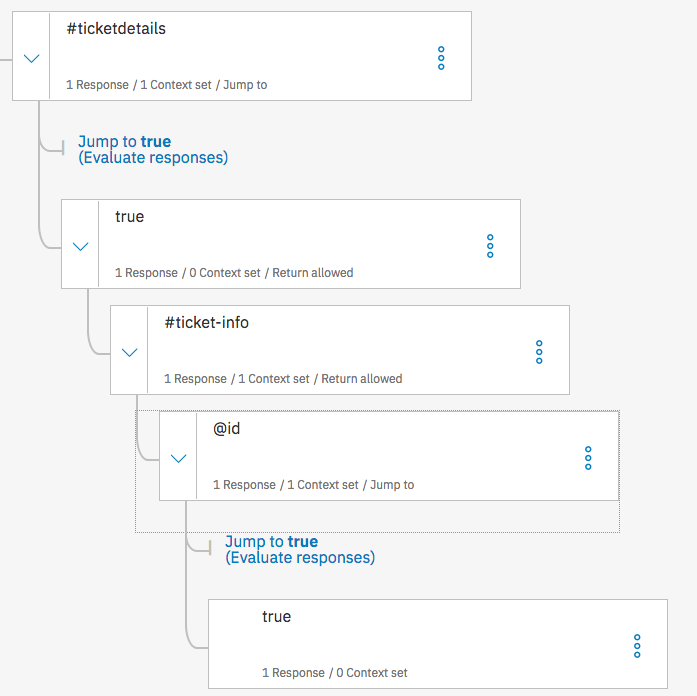 #ticketdetails
1 Response / 1 Context set / Jump to
Jump to true
(Evaluate responses)
true
1 Response / 0 Context set / Return allowed
#ticket-info
1 Response / 1 Context set / Return allowed
@id
1 Response / 1 Context set / Jump to
Jump to true
(Evaluate responses)
true
1 Response / 0 Context set